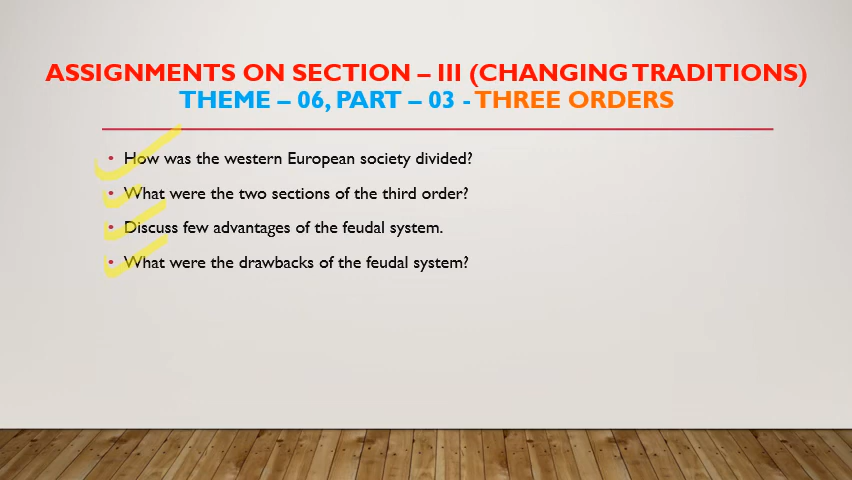 ASSIGNMENTS ON SECTION – III (CHANGING TRADITIONS)
THEME – 06, PART – 03 - THREE ORDERS
• How was the western European society divided?
• What were the two sections of the third order?
• Discuss few advantages of the feudal system.
• What were the drawbacks of the feudal system?